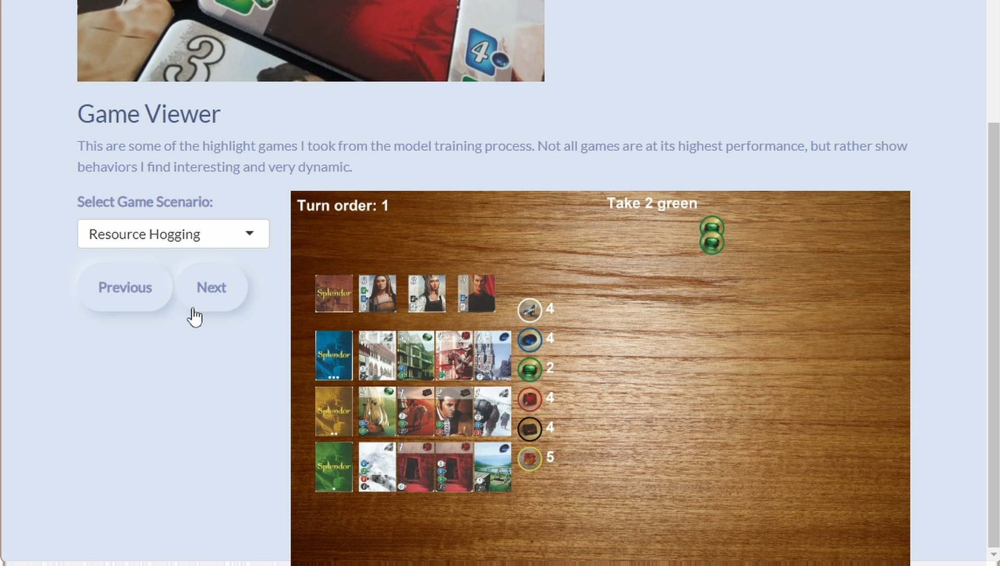 3
4
Game Viewer
This are some of the highlight games I took from the model training process. Not all games are at its highest performance, but rather show
behaviors I find interesting and very dynamic.
Select Game Scenario:
Resource Hogging
Previous
Next
Turn order: 1
Take 2 green
Splendor
4
Splendor
4
2
Splendor
4
4
Splendor
5